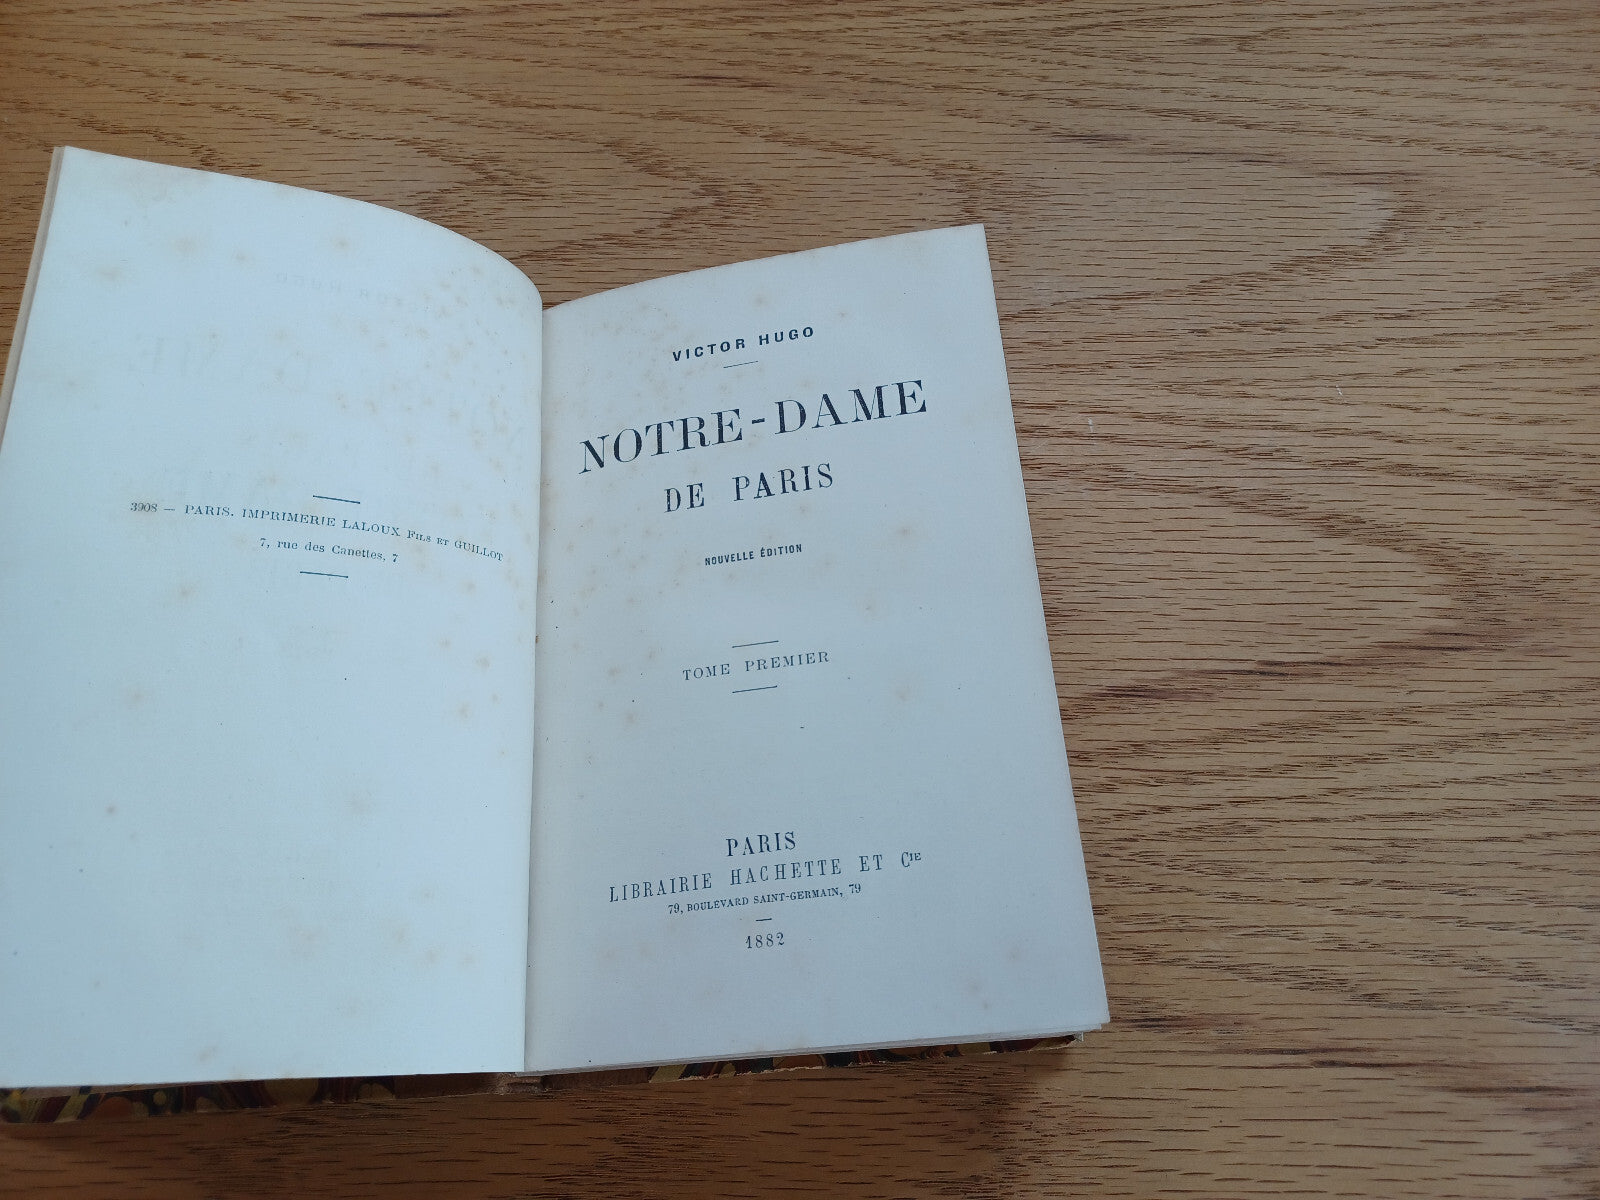 3908 — PARIS. IMPRIMERIE LALOUX FILS ET GUILLOT
7, rue des Canettes, 7
VICTOR HUGO
NOTRE-DAME
DE PARIS
NOUVELLE ÉDITION
TOME PREMIER
PARIS
LIBRAIRIE HACHETTE ET CIE
79, BOULEVARD SAINT-GERMAIN, 79
1882